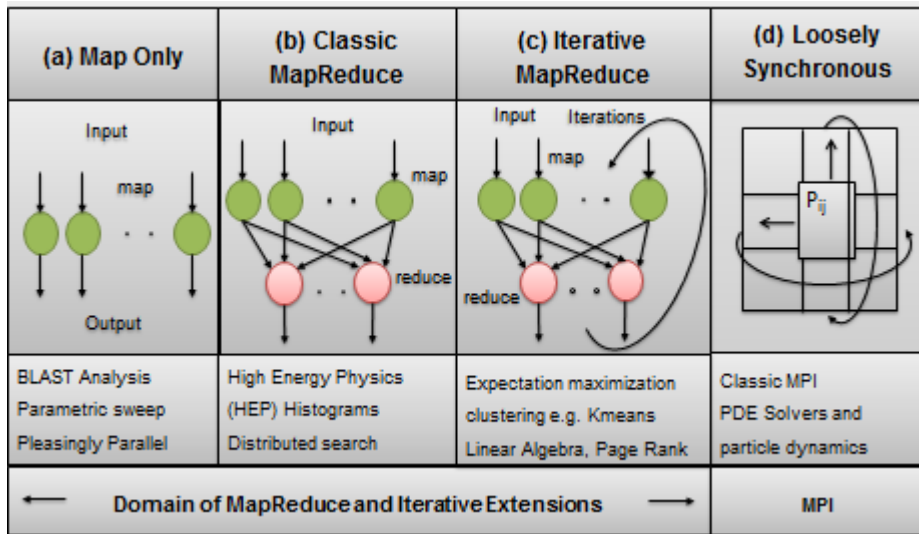 (a) Map Only
(b) Classic
MapReduce
(c) Iterative
MapReduce
(d) Loosely
Synchronous
Input
map
Output
Input
map
reduce
Input
Iterations
map
reduce
Pij
BLAST Analysis
Parametric sweep
Pleasingly Parallel
High Energy Physics
(HEP) Histograms
Distributed search
Expectation maximization
clustering e.g. Kmeans
Linear Algebra, Page Rank
Classic MPI
PDE Solvers and
particle dynamics
Domain of MapReduce and Iterative Extensions
MPI